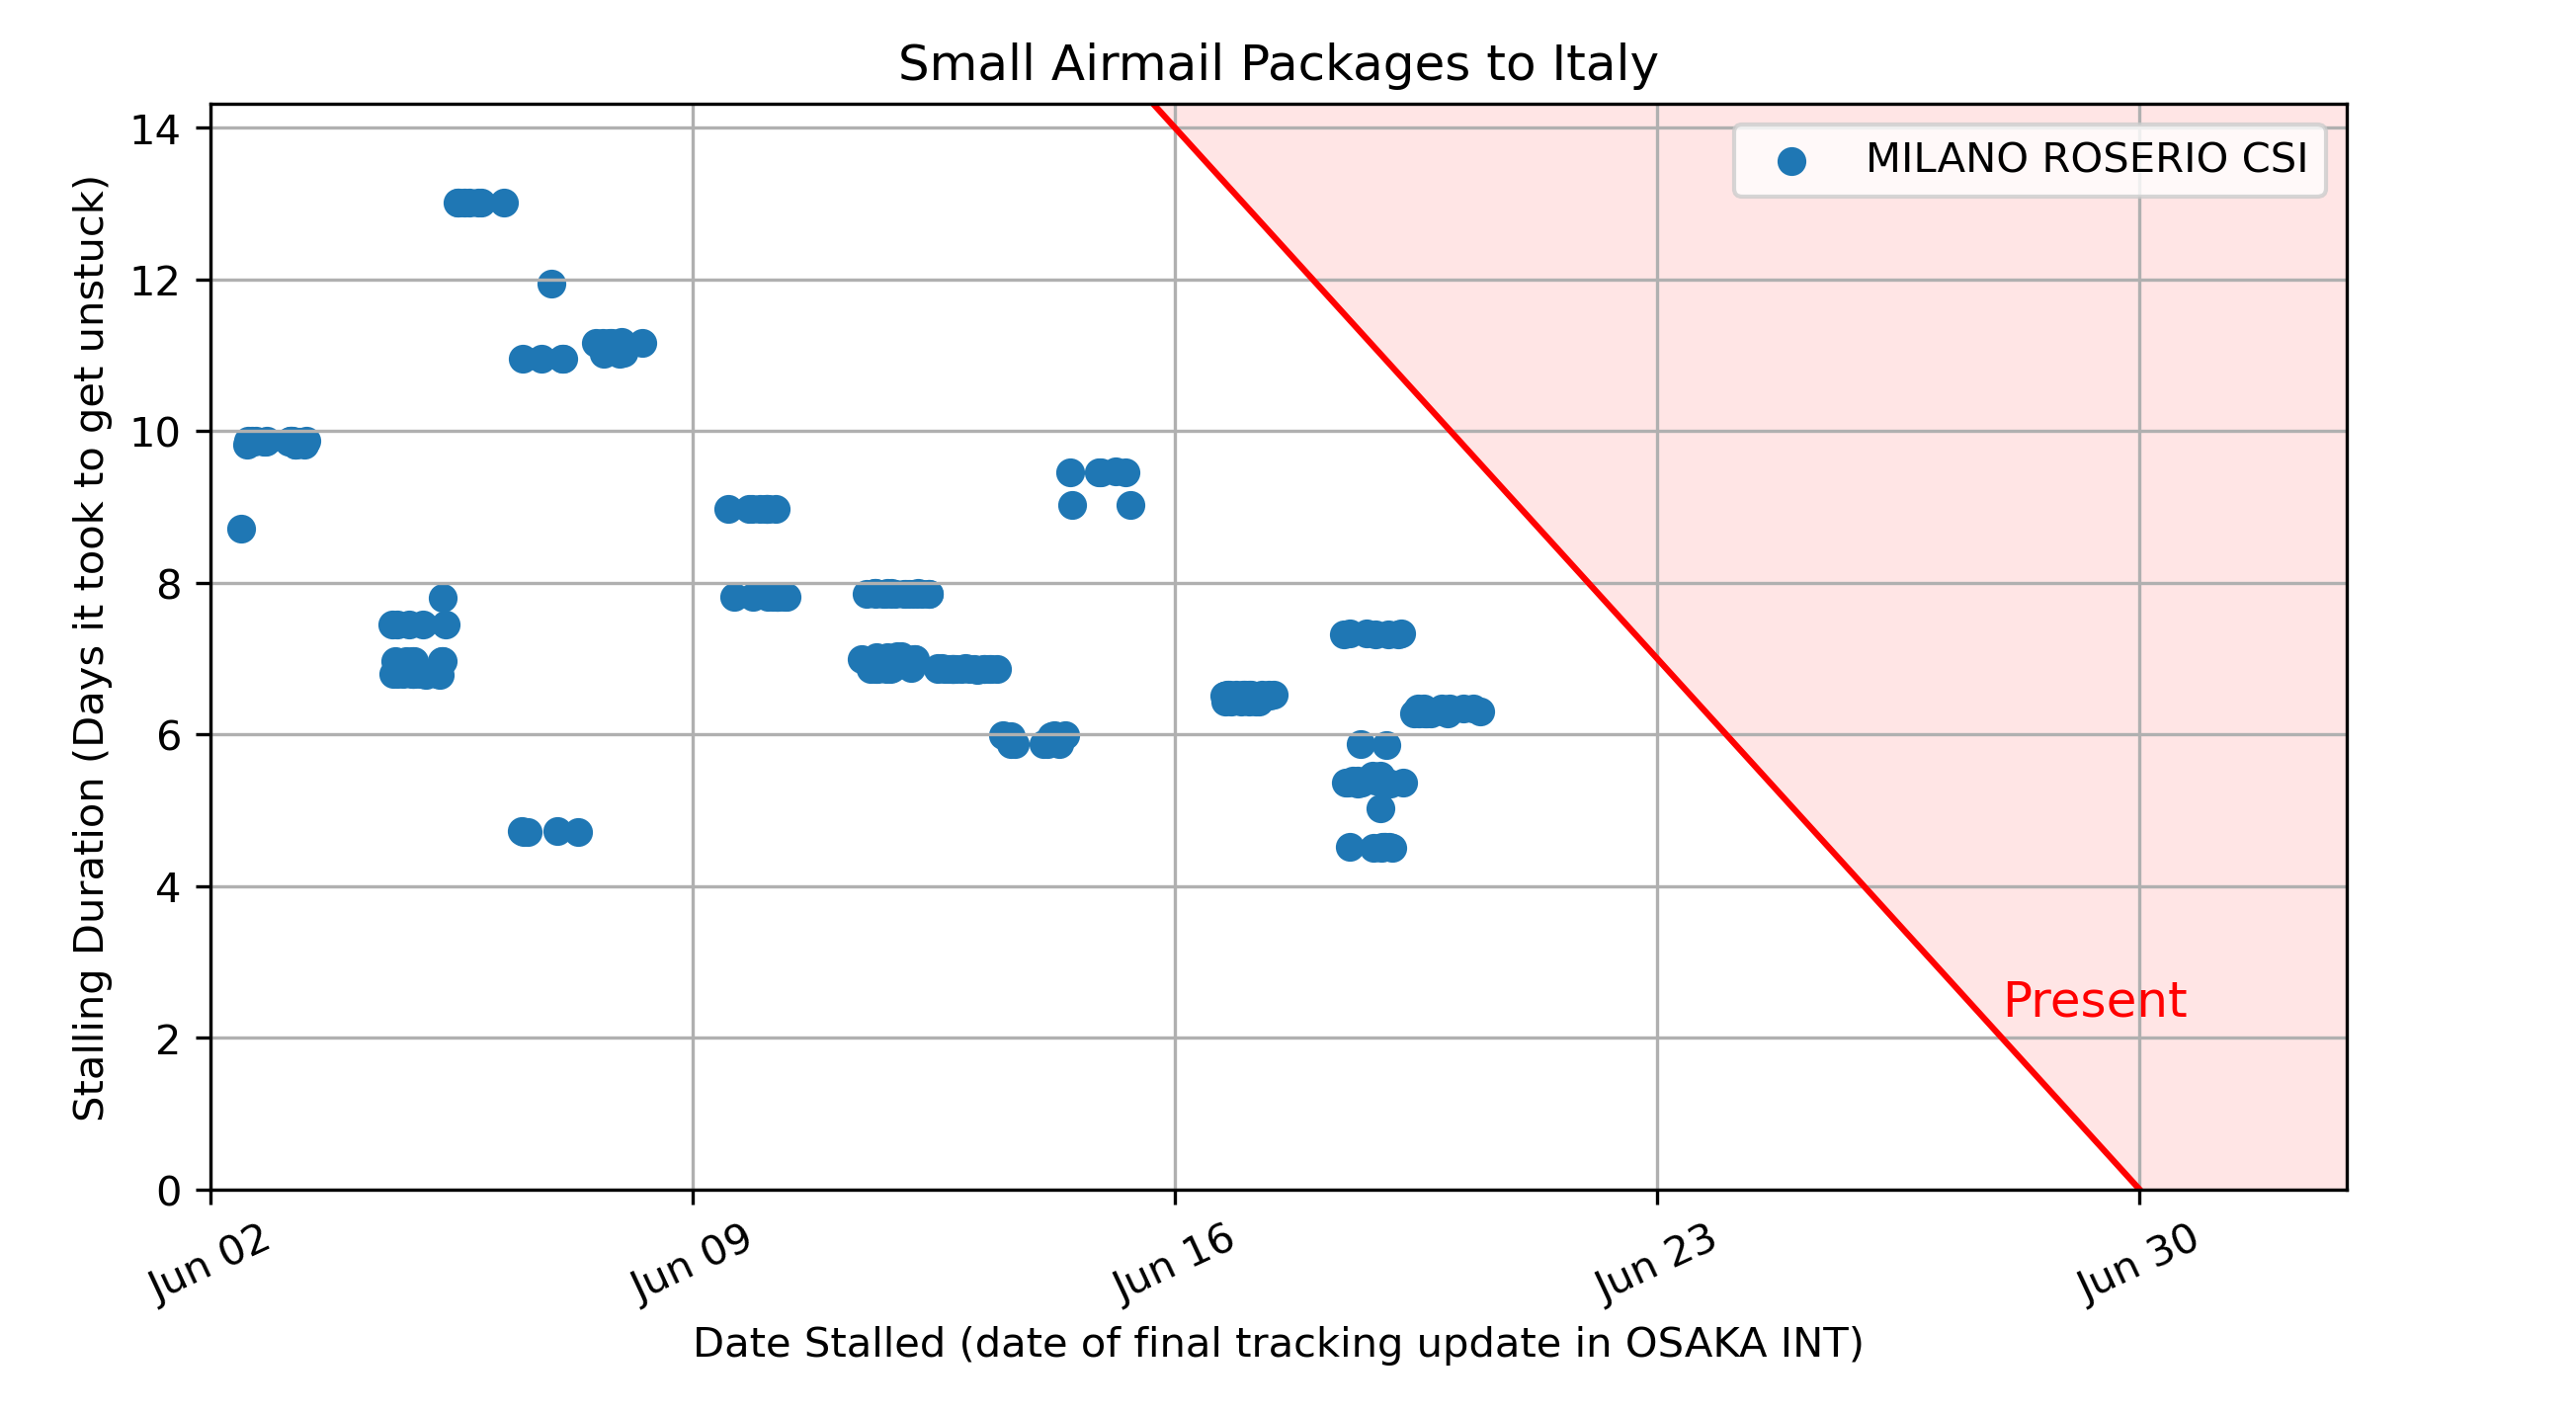 Small Airmail Packages to Italy
MILANO ROSERIO CSI
Stalling Duration (Days it took to get unstuck)
14
12
10
8
6
4
2
0
Present
Jun 02
Jun 09
Jun 16
Jun 23
Jun 30
Date Stalled (date of final tracking update in OSAKA INT)